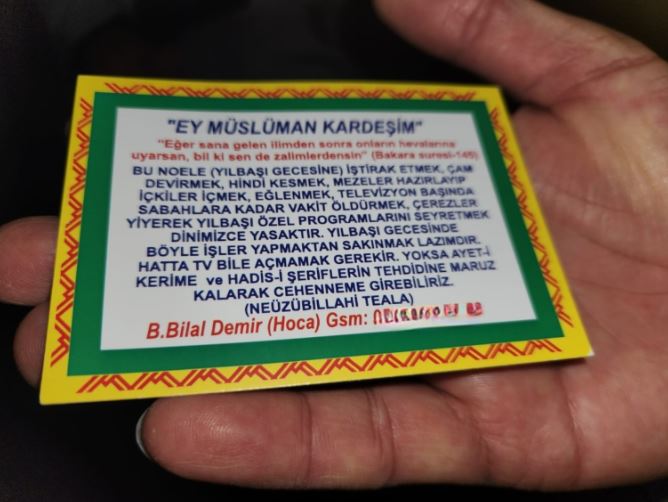 "EY MÜSLÜMAN KARDEŞİM"
"Eğer sana gelen ilimden sonra onların hevalarına
uyarsan, bil ki sen de zalimlerdensin" (Bakara suresi-145)
BU NOELE (YILBAŞI GECESİNE) İŞTİRAK ETMEK, ÇAM
DEVİRMEK, HİNDİ KESMEK, MEZELER HAZIRLAYIP
İÇKİLER İÇMEK, EĞLENMEK, TELEVİZYON BAŞINDA
SABAHLARA KADAR VAKİT ÖLDÜRMEK, ÇEREZLER
YİYEREK YILBAŞI ÖZEL PROGRAMLARINI SEYRETMEK
DİNİMİZCE YASAKTIR. YILBAŞI GECESİNDE
BÖYLE İŞLER YAPMAKTAN SAKINMAK LAZIMDIR.
HATTA TV BİLE AÇMAMAK GEREKİR. YOKSA AYET-İ
KERİME ve HADİS-İ ŞERİFLERİN TEHDİDİNE MARUZ
KALARAK CEHENNEME GİREBİLİRİZ.
(NEÜZÜBİLLAHİ TEALA)
B.Bilal Demir (Hoca) Gsm: